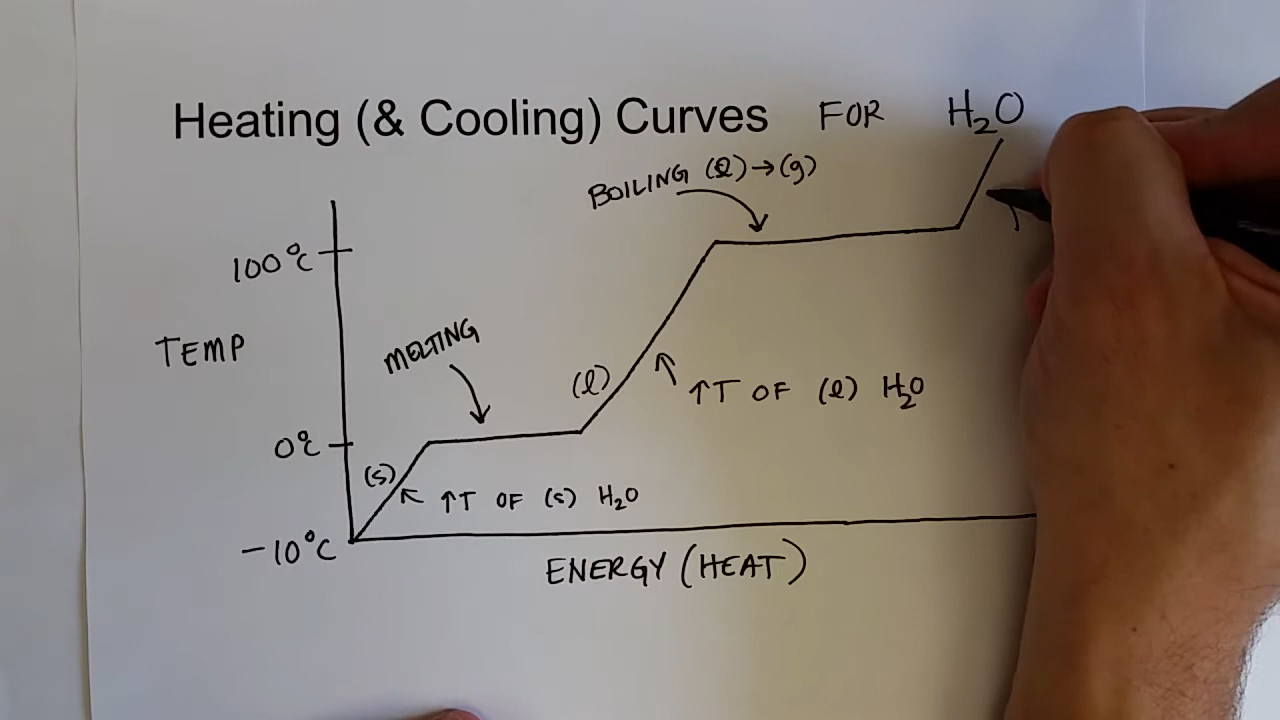 Heating (& Cooling) Curves FOR H₂O
BOILING (l)→(g)
100°C
TEMP
MELTING
(l)
↑T OF (l) H₂O
0°C
(s)
↑T OF (s) H₂O
-10°C
ENERGY (HEAT)